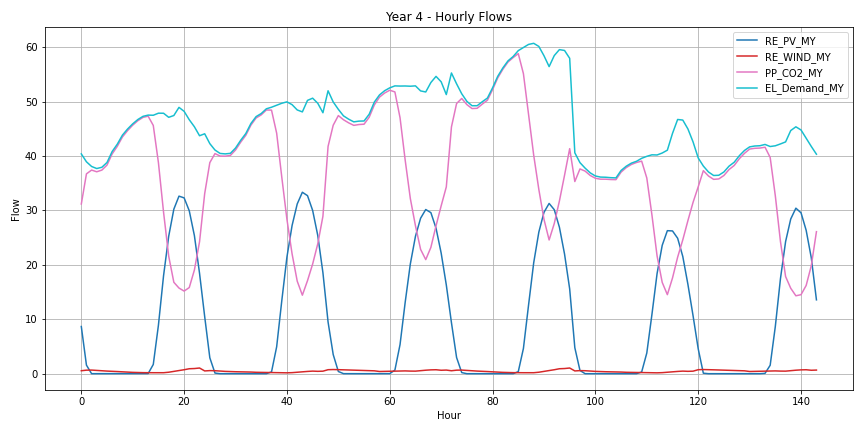 Year 4 - Hourly Flows
RE_PV_MY
RE_WIND_MY
PP_CO2_MY
EL_Demand_MY
Flow
60
50
40
30
20
10
0
0 20 40 60 80 100 120 140
Hour